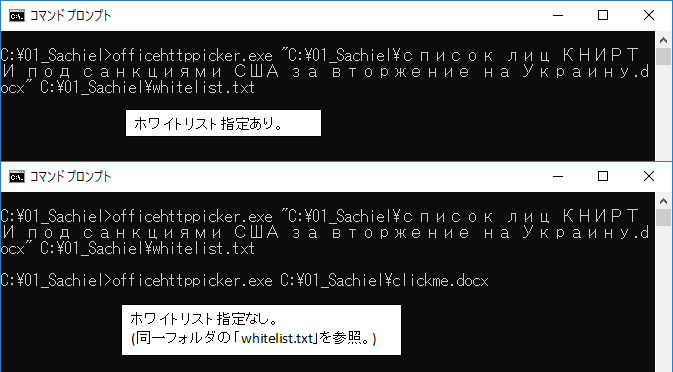 コマンドプロンプト
C:¥01_Sachiel>officehttppicker.exe "C:¥01_Sachiel¥список лиц КНИРТ
И под санкциями США за вторжение на Украину.d
ocx" C:¥01_Sachiel¥whitelist.txt
ホワイトリスト指定あり。
コマンドプロンプト
C:¥01_Sachiel>officehttppicker.exe "C:¥01_Sachiel¥список лиц КНИРТ
И под санкциями США за вторжение на Украину.d
ocx" C:¥01_Sachiel¥whitelist.txt
C:¥01_Sachiel>officehttppicker.exe C:¥01_Sachiel¥clickme.docx
ホワイトリスト指定なし。
(同一フォルダの「whitelist.txt」を参照。)